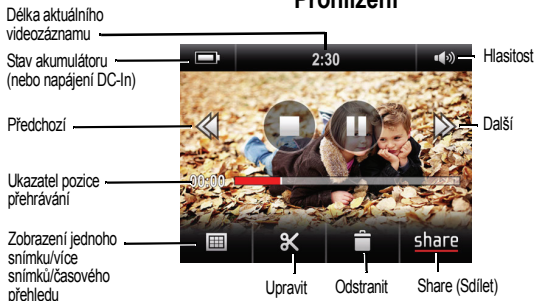 Prohlížení
Délka aktuálního
videozáznamu
Stav akumulátoru
(nebo napájení DC-In)
2:30
Hlasitost
Předchozí
Další
Ukazatel pozice
přehrávání
00:00
Zobrazení jednoho
snímku/více
snímků/časového
přehledu
share
Upravit
Odstranit
Share (Sdílet)